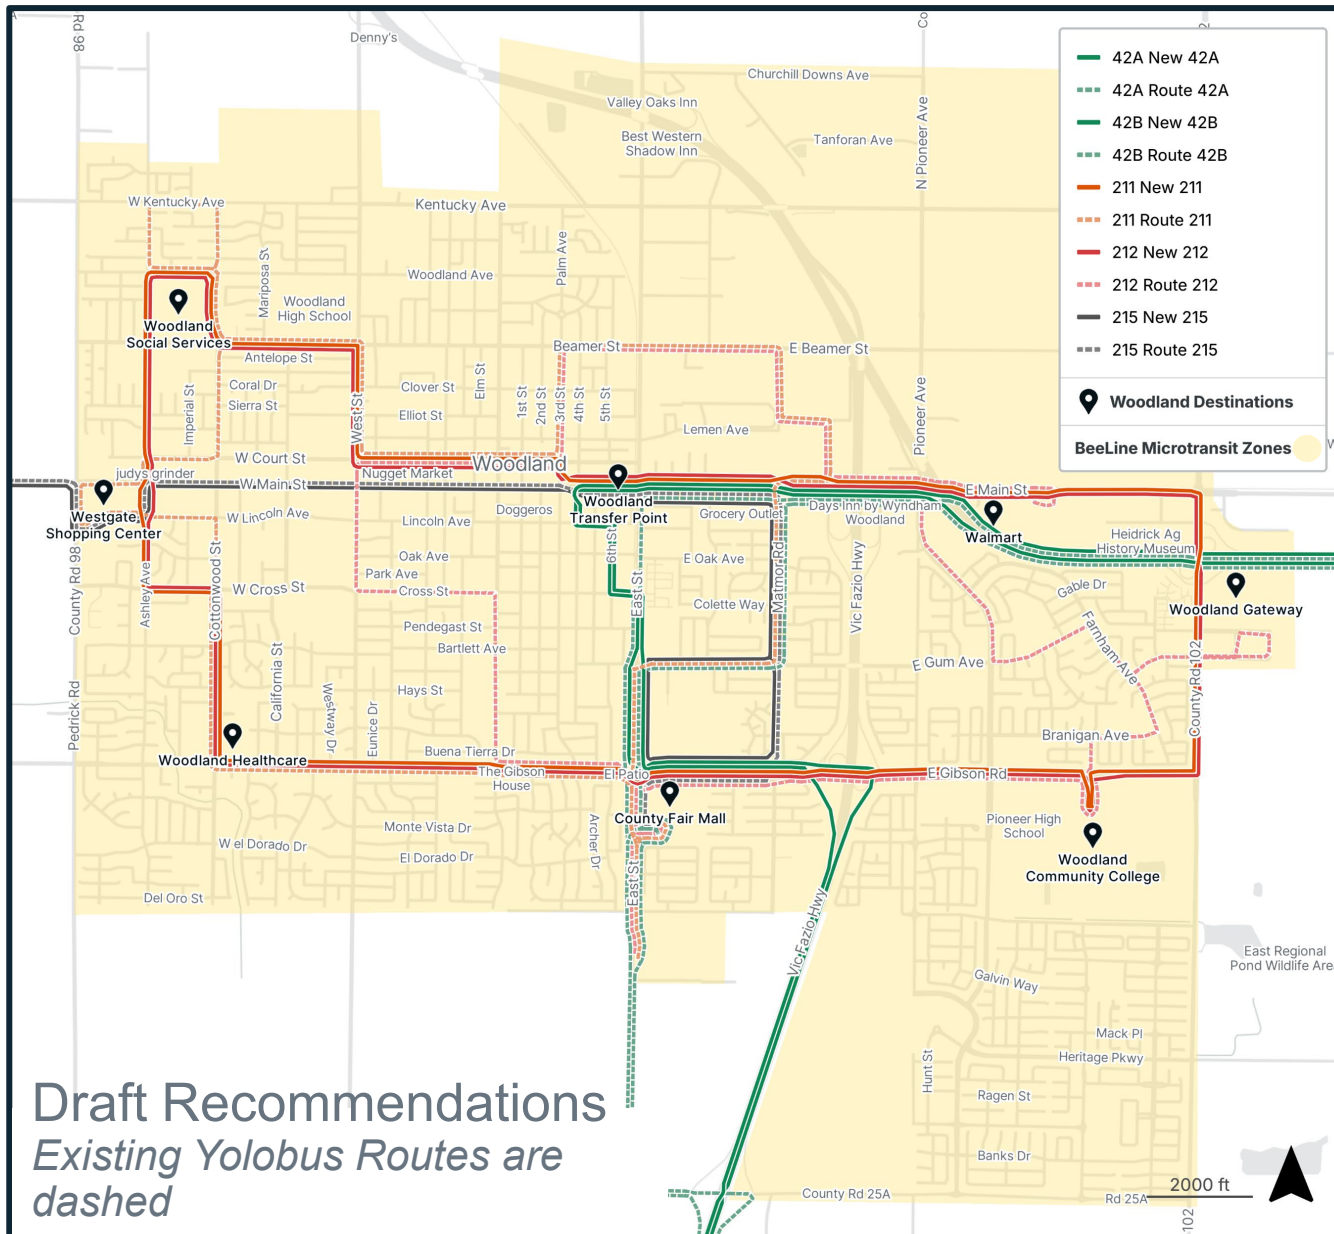 Rd 98
Denny's
Co
2
Churchill Downs Ave
Valley Oaks Inn
Best Western
Shadow Inn
Tanforan Ave
N Pioneer Ave
W Kentucky Ave
Kentucky Ave
Mariposa St
Woodland Ave
Palm Ave
Woodland
High School
Woodland
Social Services
Antelope St
Beamer St
E Beamer St
Coral Dr
Sierra St
Imperial St
West St
Clover St
Elliot St
Elm St
1st St
2nd St
3rd St
4th St
5th St
Lemen Ave
Pioneer Ave
W Court St
Woodland
judys grinder
Nugget Market
W Main St
E Main St
Westgate
Shopping Center
W Lincoln Ave
Lincoln Ave
Doggeros
Woodland
Transfer Point
Grocery Outlet
Days Inn by Wyndham
Woodland
Walmart
Heidrick Ag
History Museum
County Rd 98
Ashley Ave
Cottonwood St
Oak Ave
Park Ave
W Cross St
Cross St
6th St
East St
E Oak Ave
Colette Way
Matmor Rd
Vic Fazio Hwy
Gable Dr
Woodland Gateway
Pendegast St
Bartlett Ave
E Gum Ave
Farnham Ave
California St
Westway Dr
Eunice Dr
Hays St
Pedrick Rd
County Rd 102
Woodland Healthcare
Buena Tierra Dr
Branigan Ave
The Gibson
House
El Patio
E Gibson Rd
County Fair Mall
Monte Vista Dr
W el Dorado Dr
El Dorado Dr
Archer Dr
Pioneer High
School
Woodland
Community College
Del Oro St
East St
Vic Fazio Hwy
East Regional
Pond Wildlife Are
Galvin Way
Mack Pl
Heritage Pkwy
Hunt St
Ragen St
Banks Dr
County Rd 25A
Rd 25A
102
2000 ft
42A New 42A
42A Route 42A
42B New 42B
42B Route 42B
211 New 211
211 Route 211
212 New 212
212 Route 212
215 New 215
215 Route 215
Woodland Destinations
BeeLine Microtransit Zones
Draft Recommendations
Existing Yolobus Routes are
dashed